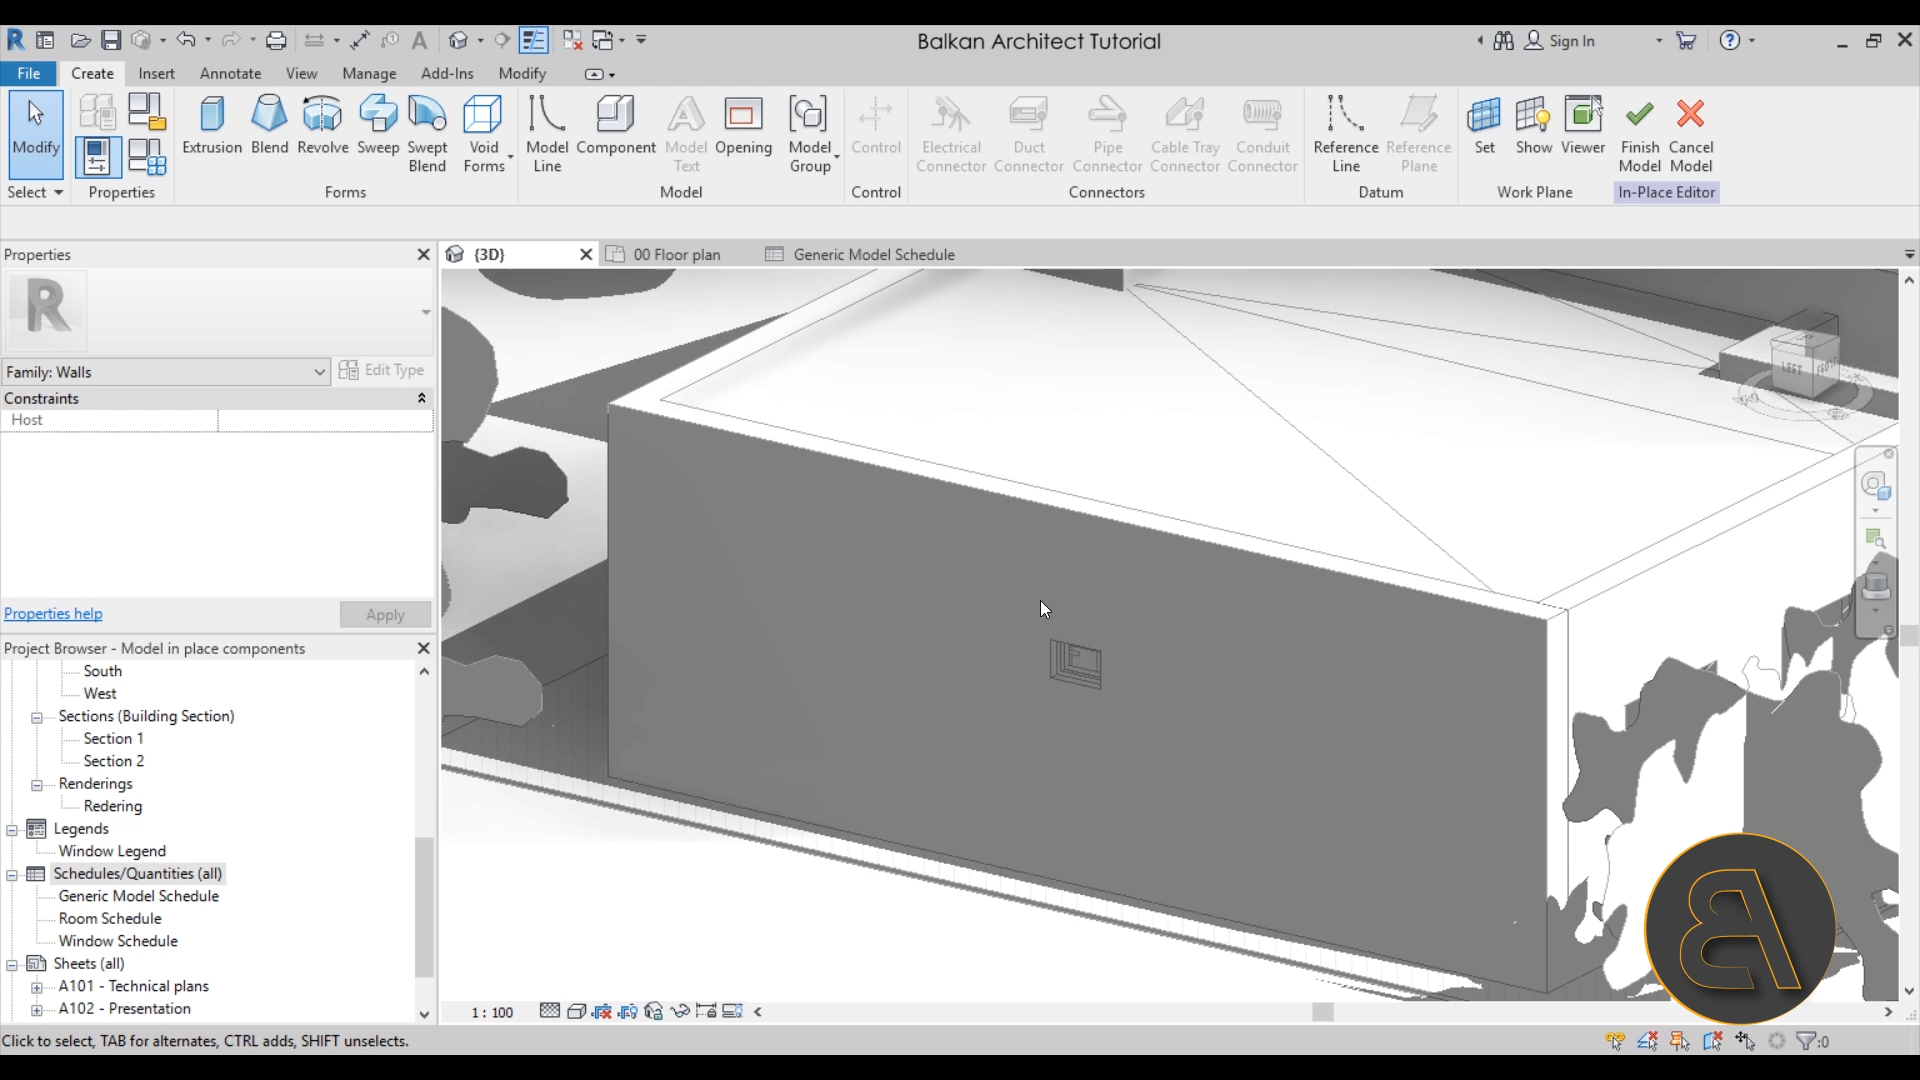 Balkan Architect Tutorial
Sign In
File Create Insert Annotate View Manage Add-Ins Modify
Modify Extrusion Blend Revolve Sweep Swept Blend Void Forms Model Line Component Model Text Opening Model Group Control Electrical Connector Duct Connector Pipe Connector Cable Tray Connector Conduit Connector Reference Line Reference Plane Set Show Viewer Finish Model Cancel Model
Select Properties Forms Model Control Connectors Datum Work Plane In-Place Editor
Properties
{3D} 00 Floor plan Generic Model Schedule
R
Family: Walls Edit Type
Constraints
Host
LEFT FRONT
Properties help Apply
Project Browser - Model in place components
South
West
Sections (Building Section)
Section 1
Section 2
Renderings
Redering
Legends
Window Legend
Schedules/Quantities (all)
Generic Model Schedule
Room Schedule
Window Schedule
Sheets (all)
A101 - Technical plans
A102 - Presentation
1 : 100
Click to select, TAB for alternates, CTRL adds, SHIFT unselects.
:0